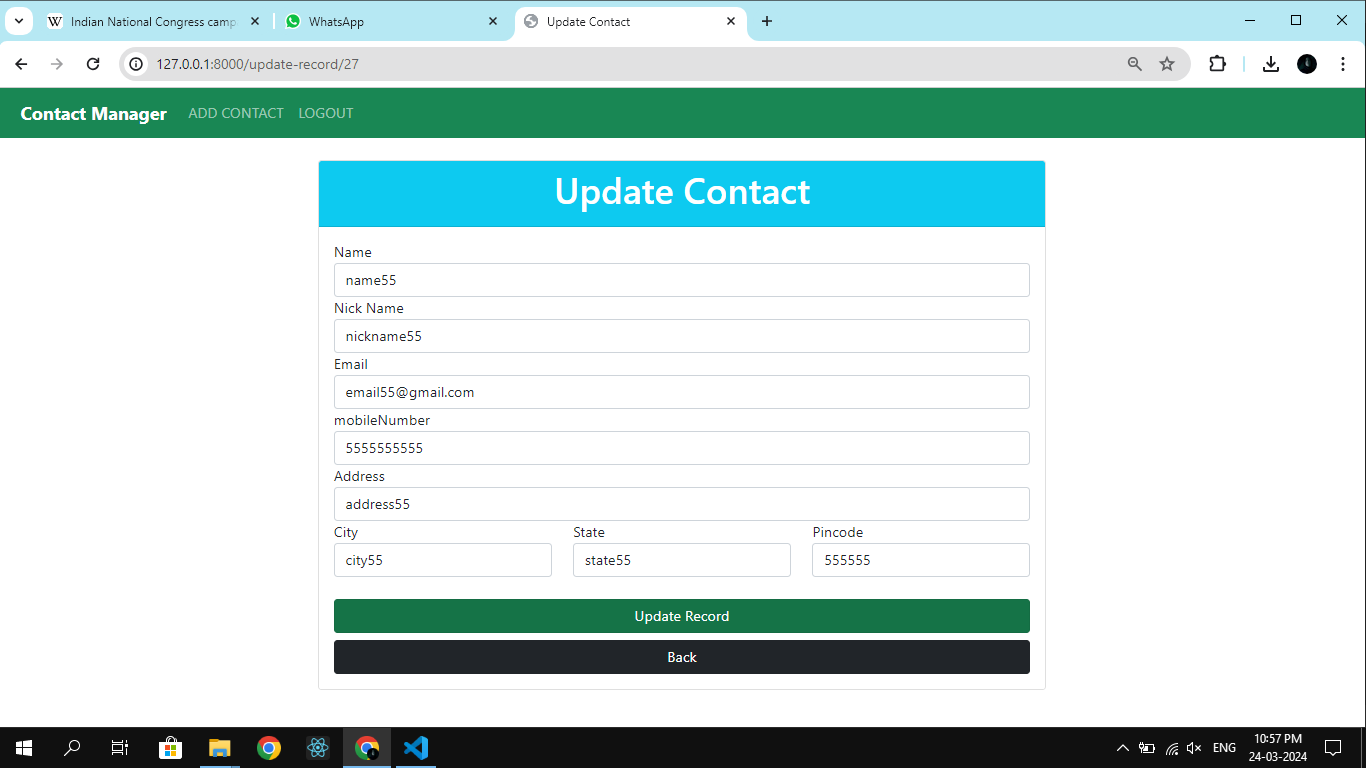 Indian National Congress camp
WhatsApp
Update Contact
127.0.0.1:8000/update-record/27
Contact Manager ADD CONTACT LOGOUT
Update Contact
Name
name55
Nick Name
nickname55
Email
email55@gmail.com
mobileNumber
5555555555
Address
address55
City State Pincode
city55 state55 555555
Update Record
Back
ENG
10:57 PM
24-03-2024